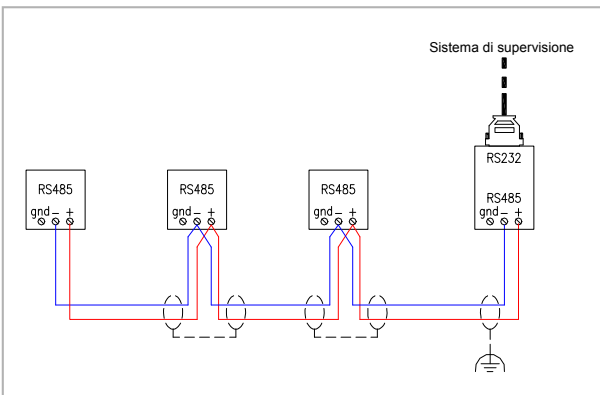 Sistema di supervisione
RS232
RS485
gnd - +
RS485
gnd - +
RS485
gnd - +
RS485
gnd - +